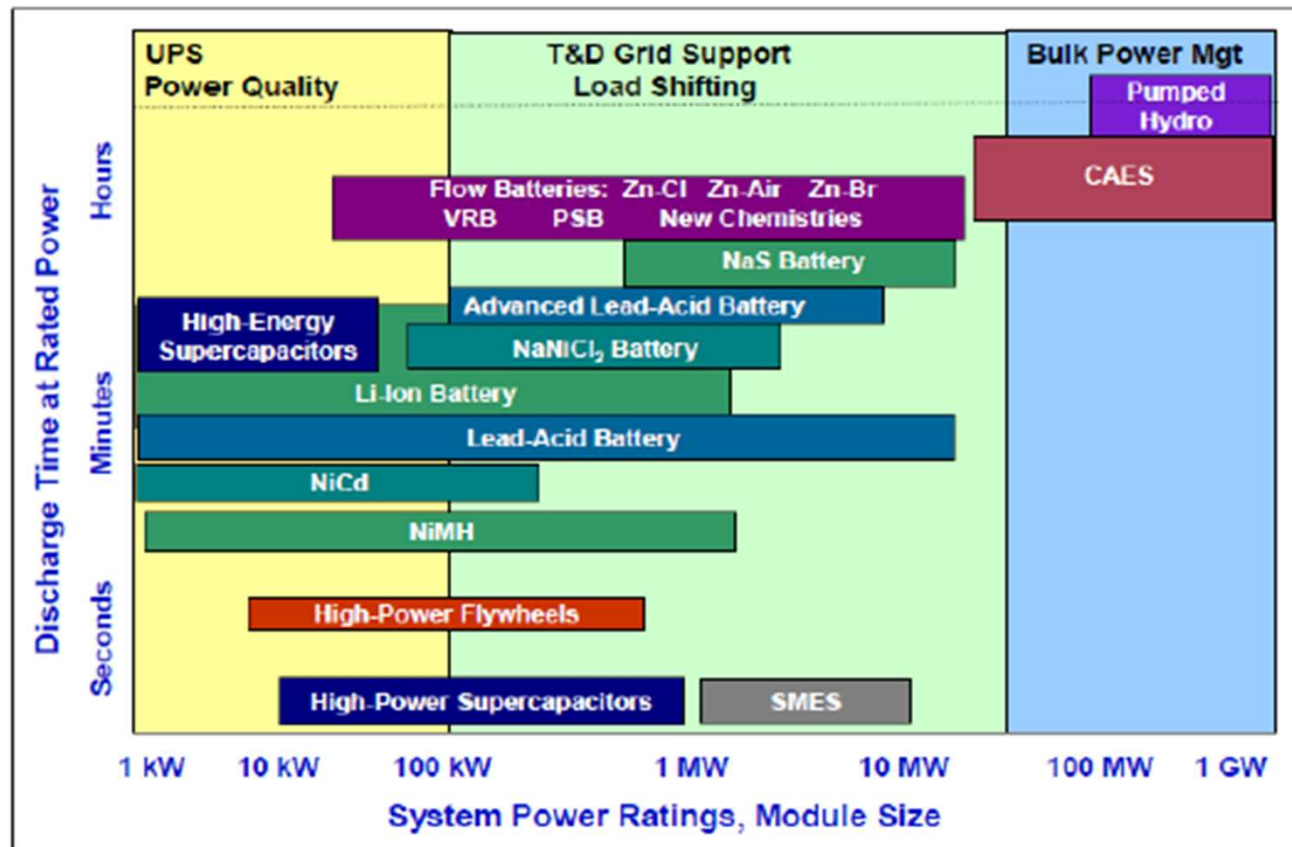 UPS
Power Quality
T&D Grid Support
Load Shifting
Bulk Power Mgt
Pumped
Hydro
CAES
Flow Batteries: Zn-Cl Zn-Air Zn-Br
VRB PSB New Chemistries
NaS Battery
Advanced Lead-Acid Battery
High-Energy
Supercapacitors
NaNiCl₂ Battery
Li-Ion Battery
Lead-Acid Battery
NiCd
NiMH
High-Power Flywheels
High-Power Supercapacitors
SMES
Discharge Time at Rated Power
Hours
Minutes
Seconds
1 kW 10 kW 100 kW 1 MW 10 MW 100 MW 1 GW
System Power Ratings, Module Size